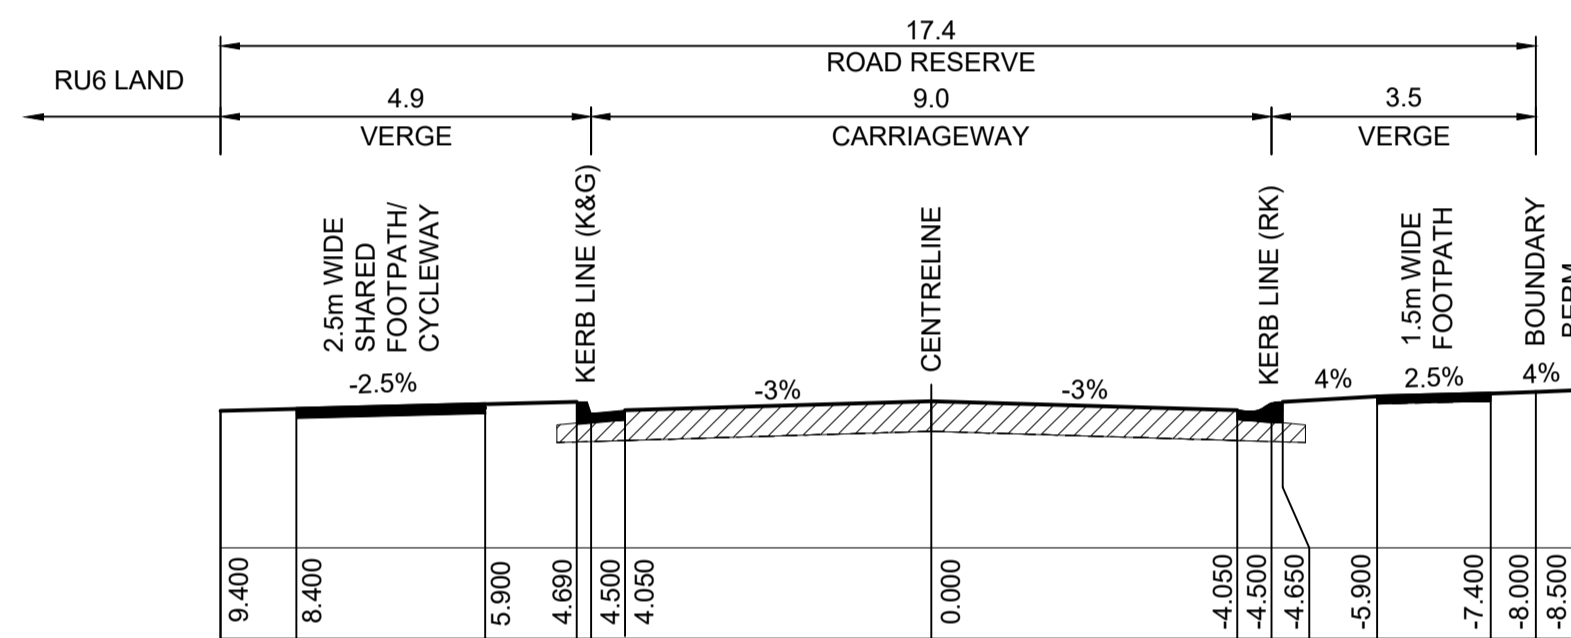 17.4
ROAD RESERVE
RU6 LAND
4.9
9.0
3.5
VERGE
CARRIAGEWAY
VERGE
2.5m WIDE
SHARED
FOOTPATH/
CYCLEWAY
KERB LINE (K&G)
CENTRELINE
KERB LINE (RK)
1.5m WIDE
FOOTPATH
BOUNDARY
BERM
-2.5%
-3%
-3%
4%
2.5%
4%
9.400
8.400
5.900
4.690
4.500
4.050
0.000
-4.050
-4.500
-4.650
-5.900
-7.400
-8.000
-8.500